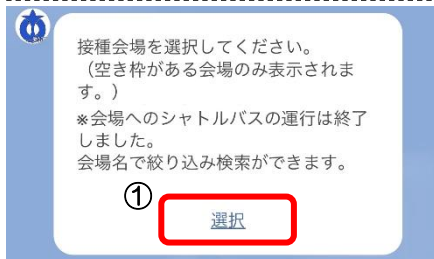 接種会場を選択してください。
（空き枠がある会場のみ表示されま
す。）
※会場へのシャトルバスの運行は終了
しました。
会場名で絞り込み検索ができます。
①
選択